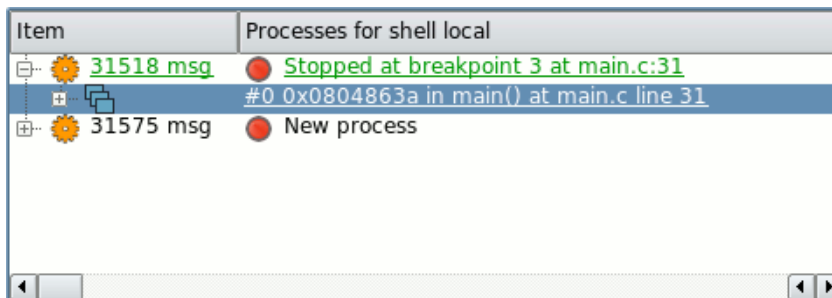 Item Processes for shell local
31518 msg Stopped at breakpoint 3 at main.c:31
#0 0x0804863a in main() at main.c line 31
31575 msg New process